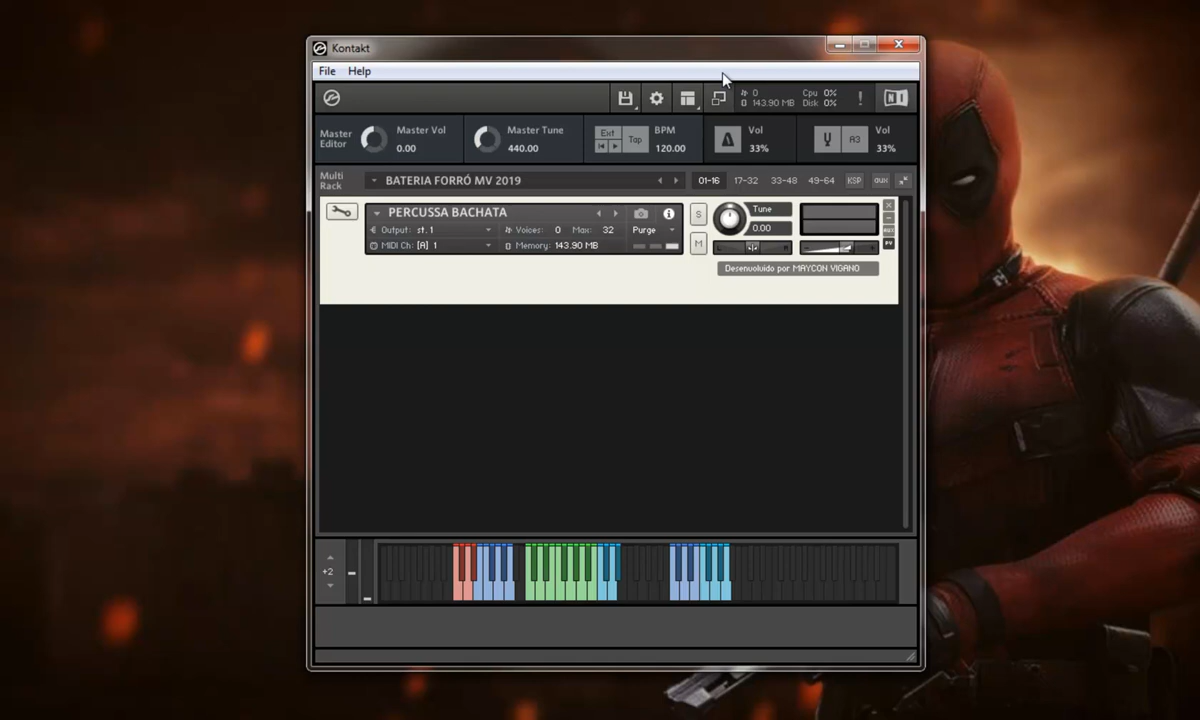 Kontakt
File Help
0 Cpu 0%
143.90 MB Disk 0%
!
Master Editor
Master Vol
0.00
Master Tune
440.00
Ext
Tap
BPM
120.00
Vol
33%
A3
Vol
33%
Multi Rack
BATERIA FORRÓ MV 2019
01-16 17-32 33-48 49-64 KSP aux
PERCUSSA BACHATA
Output: st.1 Voices: 0 Max: 32 Purge
MIDI Ch: [A] 1 Memory: 143.90 MB
S
M
Tune
0.00
L R
aux
PV
Desenvolvido por MAYCON VIGANO
+2